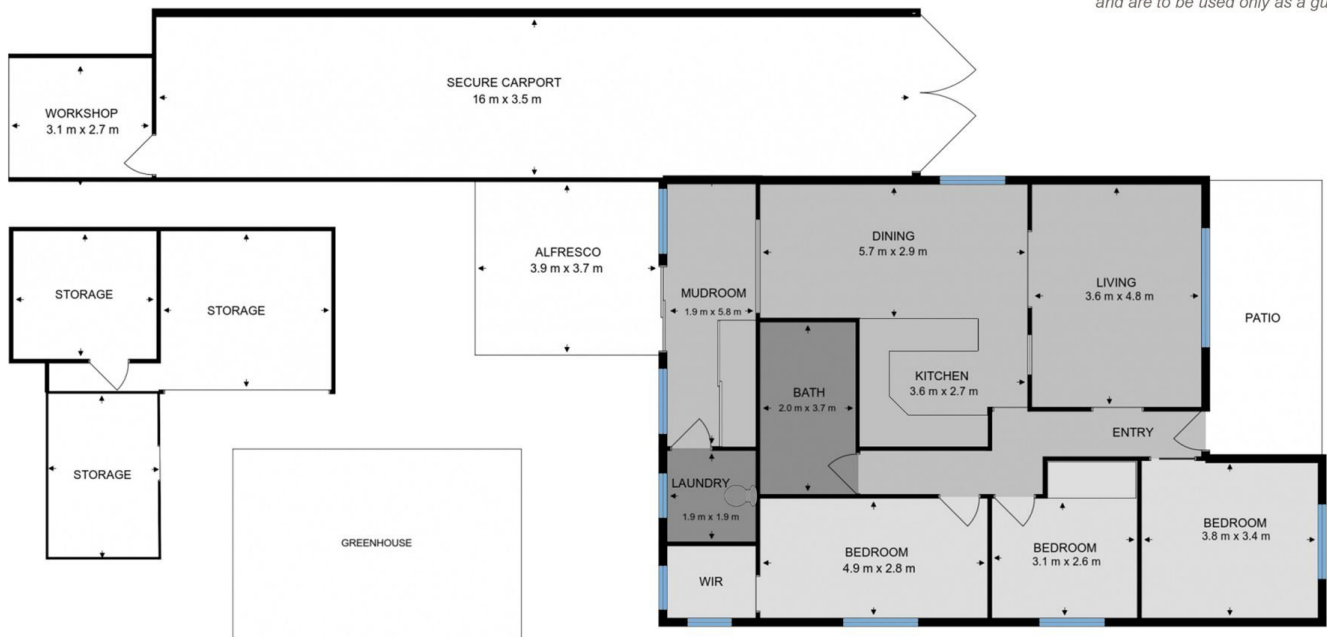 and are to be used only as a gu
SECURE CARPORT
16 m x 3.5 m
WORKSHOP
3.1 m x 2.7 m
ALFRESCO
3.9 m x 3.7 m
MUDROOM
1.9 m x 5.8 m
DINING
5.7 m x 2.9 m
LIVING
3.6 m x 4.8 m
PATIO
STORAGE
STORAGE
STORAGE
BATH
2.0 m x 3.7 m
KITCHEN
3.6 m x 2.7 m
ENTRY
LAUNDRY
1.9 m x 1.9 m
GREENHOUSE
WIR
BEDROOM
4.9 m x 2.8 m
BEDROOM
3.1 m x 2.6 m
BEDROOM
3.8 m x 3.4 m